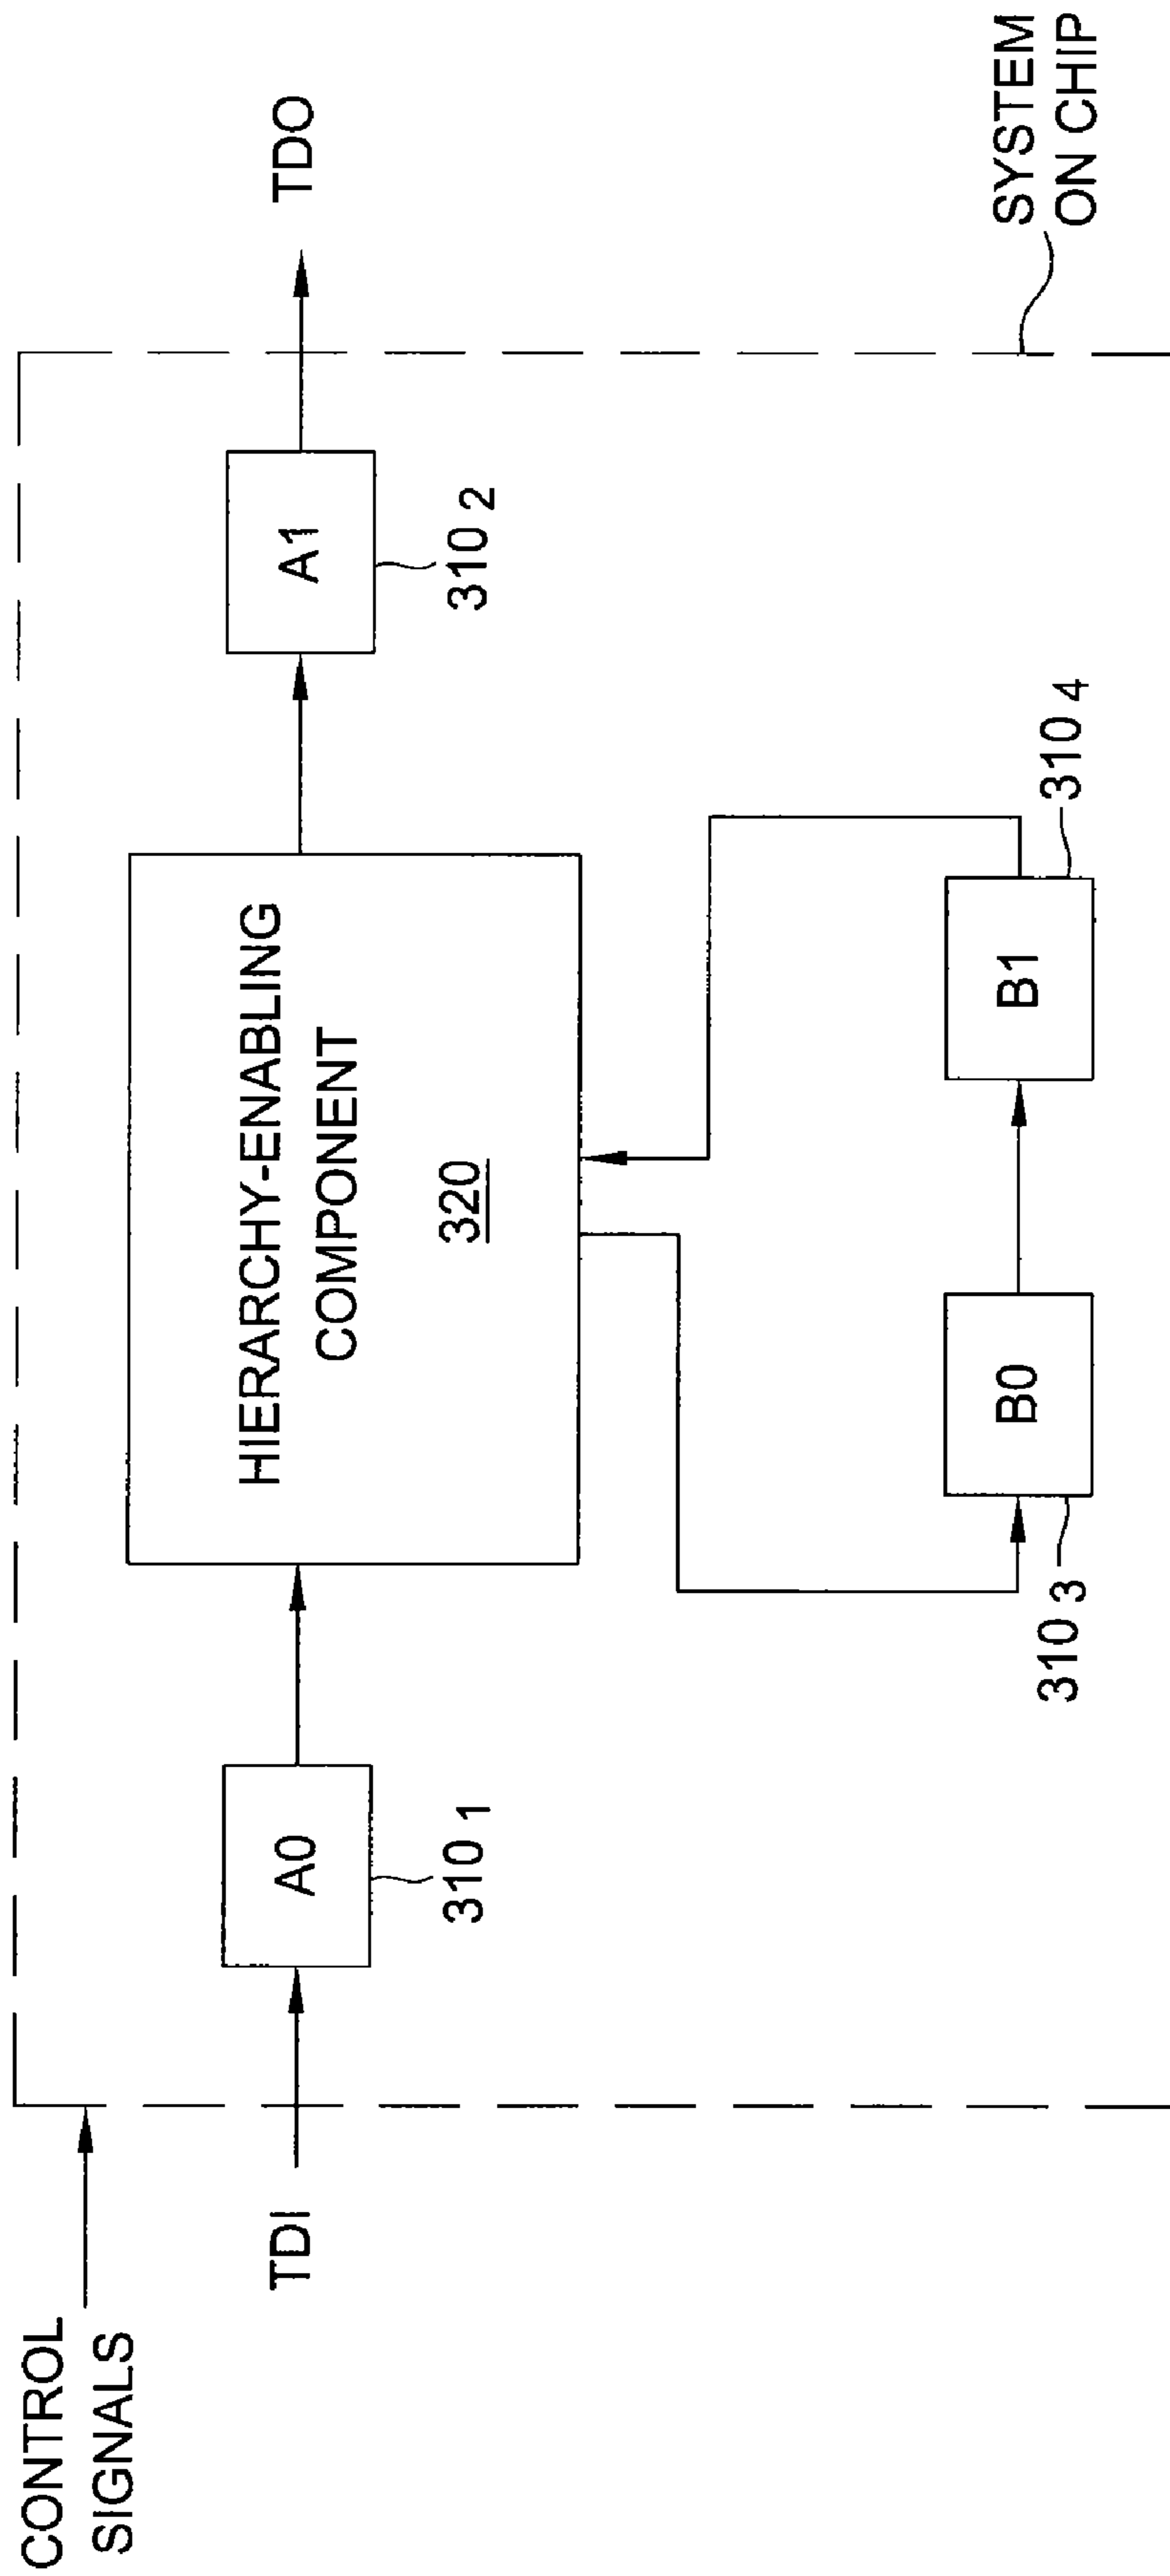 CONTROL
SIGNALS
TDI
A0
310 1
HIERARCHY-ENABLING
COMPONENT
320
A1
310 2
TDO
B0
310 3
B1
310 4
SYSTEM
ON CHIP